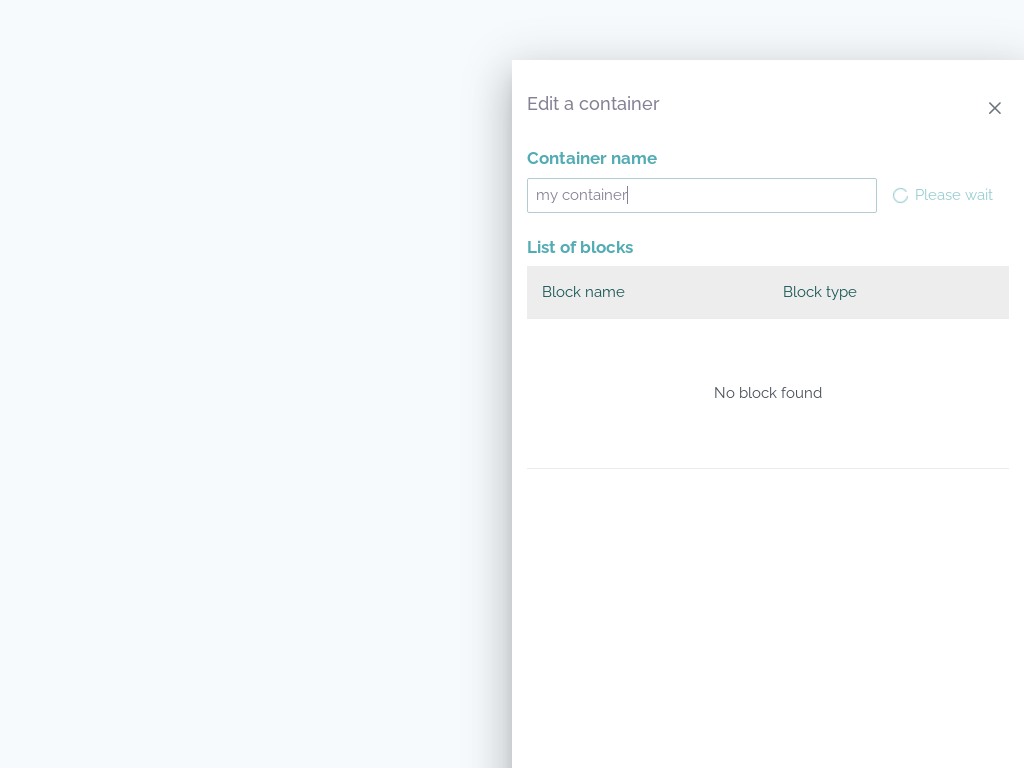 Edit a container
Container name
my container
Please wait
List of blocks
Block name Block type
No block found